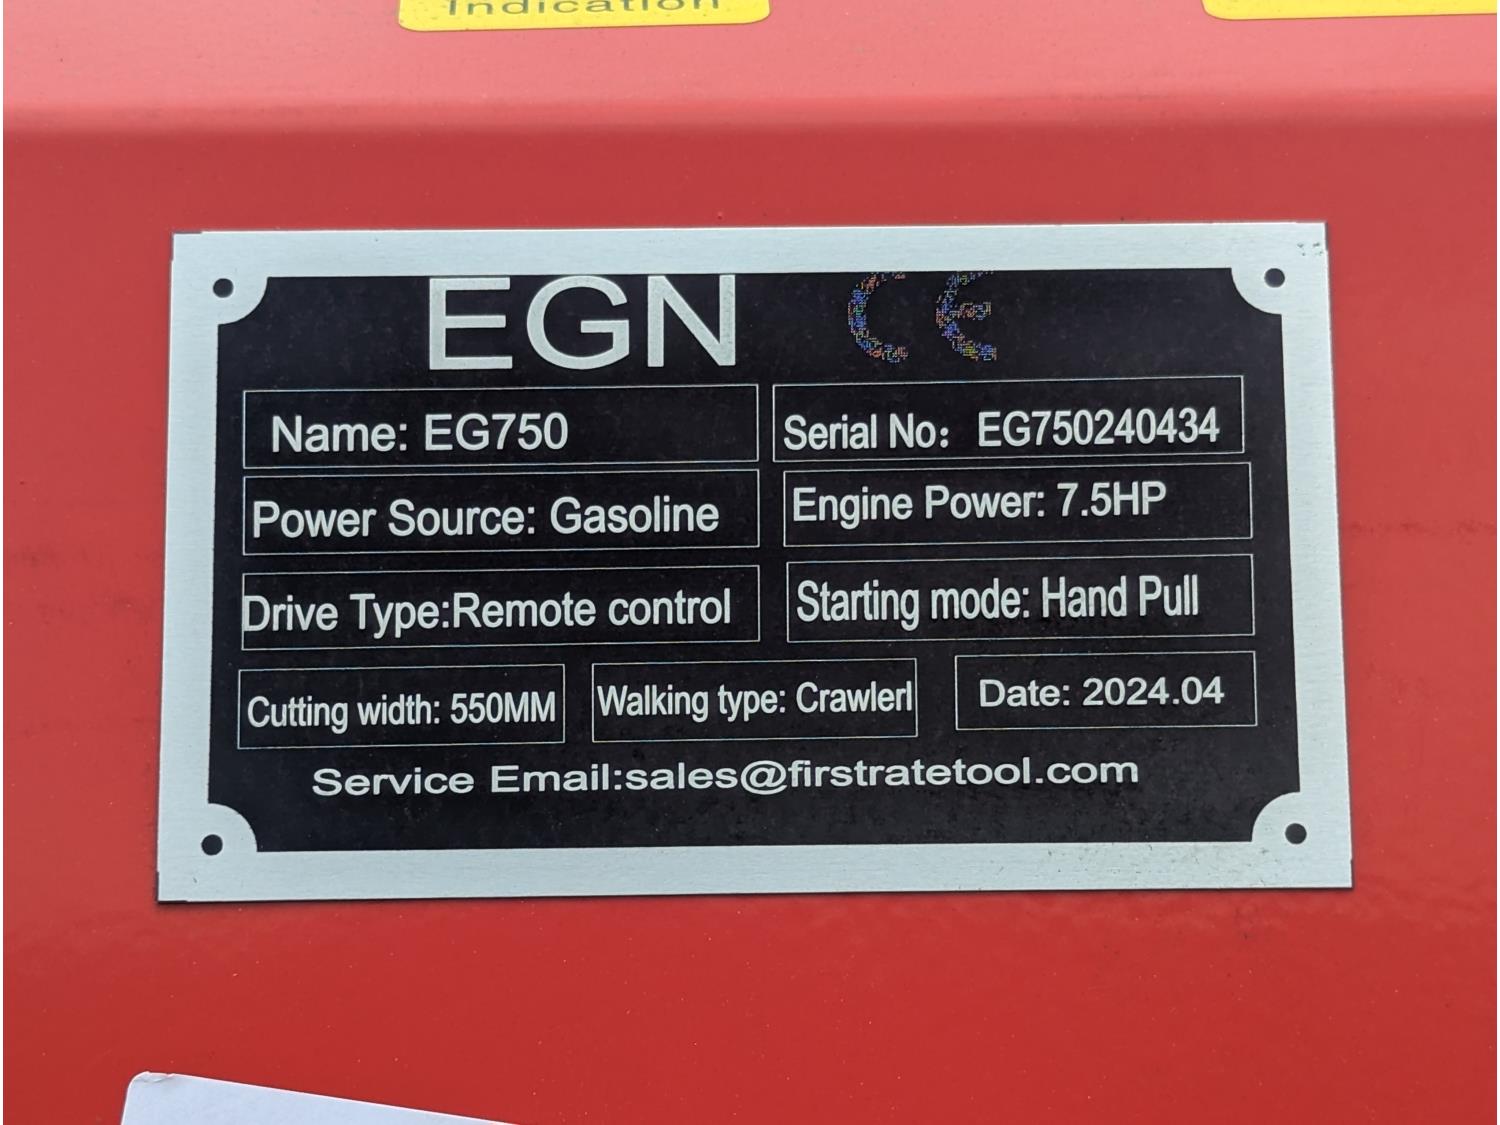 Indication
EGN CE
Name: EG750
Serial No: EG750240434
Power Source: Gasoline
Engine Power: 7.5HP
Drive Type:Remote control
Starting mode: Hand Pull
Cutting width: 550MM
Walking type: Crawlerl
Date: 2024.04
Service Email:sales@firstratetool.com